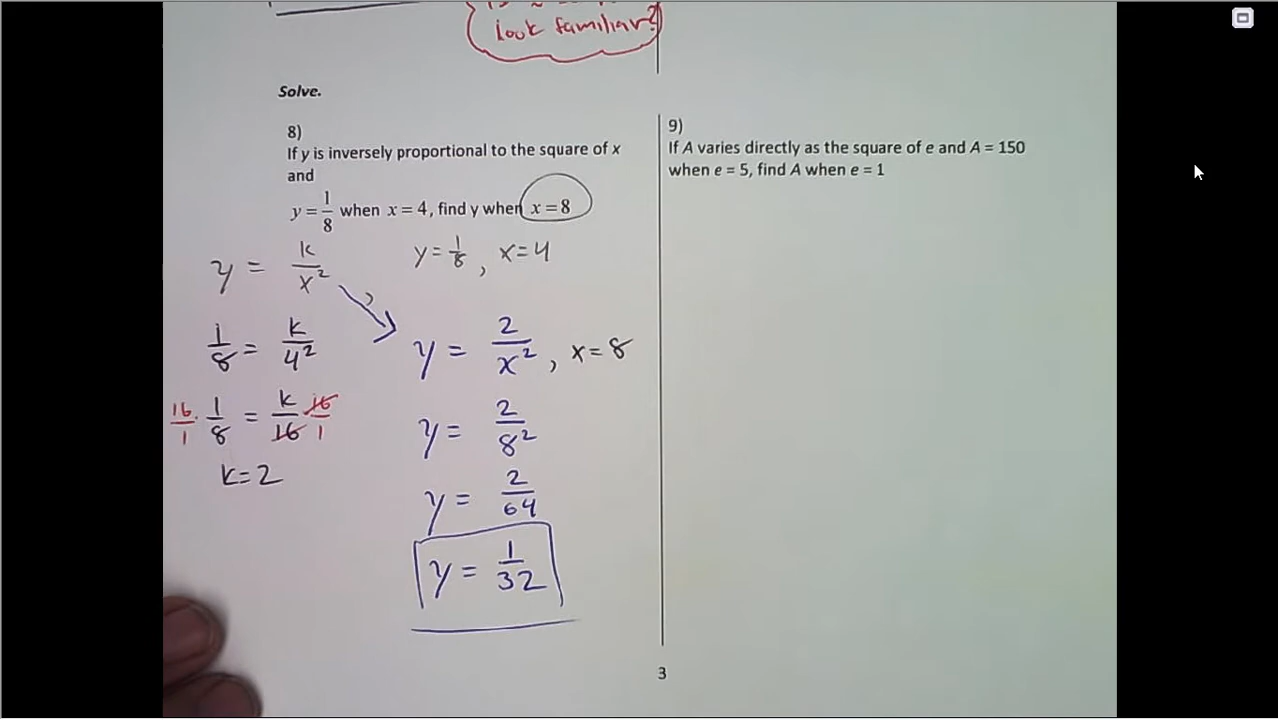 look familiar?
Solve.
8)
If y is inversely proportional to the square of x
and
y = 1/8 when x = 4, find y when x = 8
y = k/x² y = 1/8, x = 4
1/8 = k/4²
16/1 · 1/8 = k/16 16/1
k = 2
y = 2/x², x = 8
y = 2/8²
y = 2/64
y = 1/32
9)
If A varies directly as the square of e and A = 150
when e = 5, find A when e = 1
3